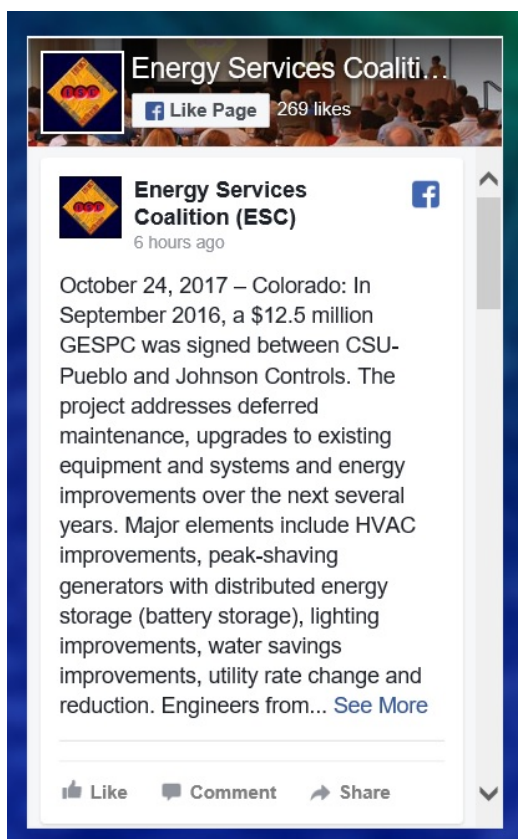 Energy Services Coaliti...
Like Page
269 likes
Energy Services
Coalition (ESC)
6 hours ago
October 24, 2017 – Colorado: In
September 2016, a $12.5 million
GESPC was signed between CSU-
Pueblo and Johnson Controls. The
project addresses deferred
maintenance, upgrades to existing
equipment and systems and energy
improvements over the next several
years. Major elements include HVAC
improvements, peak-shaving
generators with distributed energy
storage (battery storage), lighting
improvements, water savings
improvements, utility rate change and
reduction. Engineers from... See More
Like Comment Share